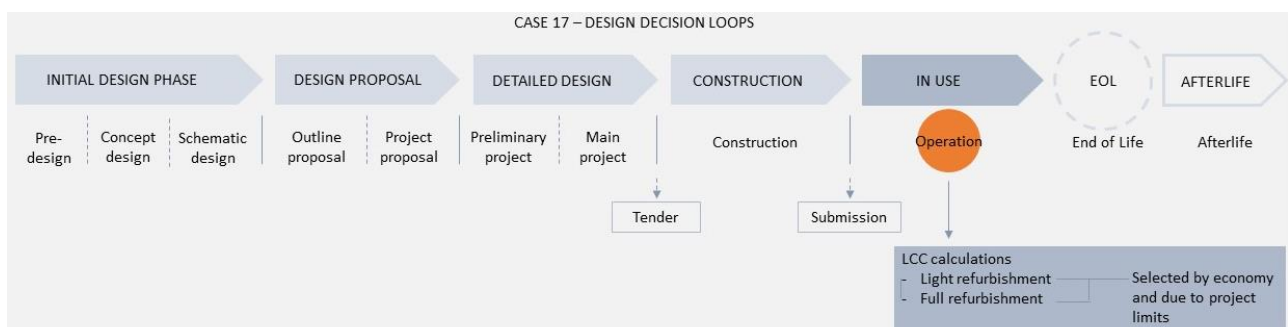 CASE 17 – DESIGN DECISION LOOPS
INITIAL DESIGN PHASE
DESIGN PROPOSAL
DETAILED DESIGN
CONSTRUCTION
IN USE
EOL
AFTERLIFE
Pre-
design
Concept
design
Schematic
design
Outline
proposal
Project
proposal
Preliminary
project
Main
project
Construction
Operation
End of Life
Afterlife
Tender
Submission
LCC calculations
- Light refurbishment
- Full refurbishment
Selected by economy
and due to project
limits